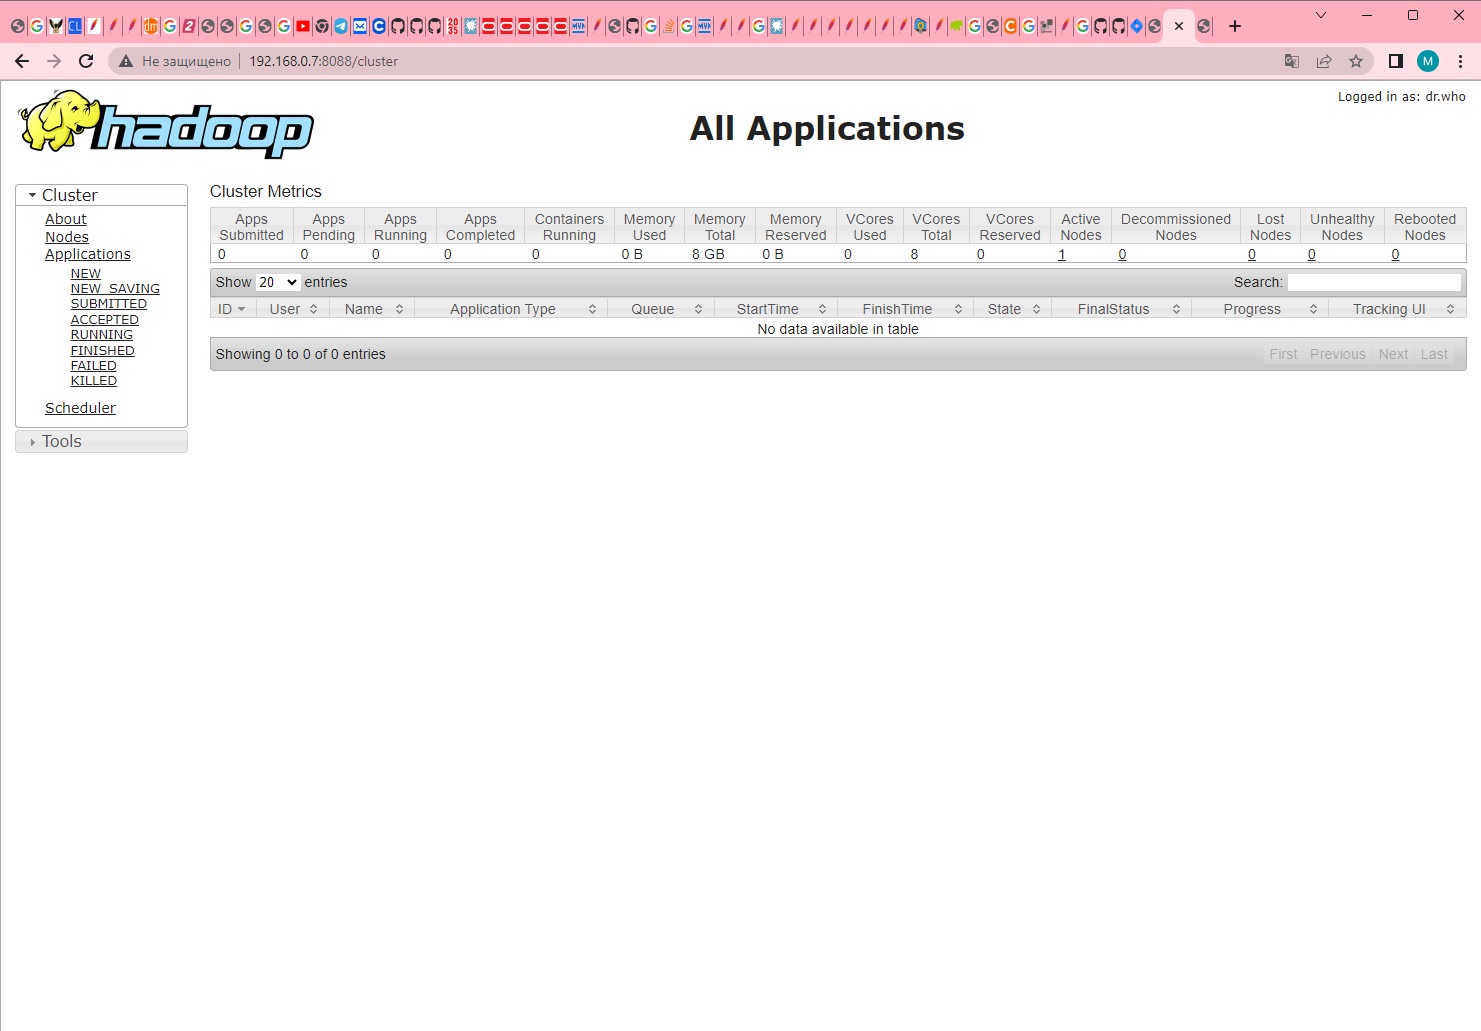 Не защищено 192.168.0.7:8088/cluster
M
Logged in as: dr.who
hadoop
All Applications
Cluster
About
Nodes
Applications
NEW
NEW_SAVING
SUBMITTED
ACCEPTED
RUNNING
FINISHED
FAILED
KILLED
Scheduler
Tools
Cluster Metrics
Apps Submitted Apps Pending Apps Running Apps Completed Containers Running Memory Used Memory Total Memory Reserved VCores Used VCores Total VCores Reserved Active Nodes Decommissioned Nodes Lost Nodes Unhealthy Nodes Rebooted Nodes
0 0 0 0 0 0 B 8 GB 0 B 0 8 0 1 0 0 0 0
Show 20 entries Search:
ID User Name Application Type Queue StartTime FinishTime State FinalStatus Progress Tracking UI
No data available in table
Showing 0 to 0 of 0 entries First Previous Next Last